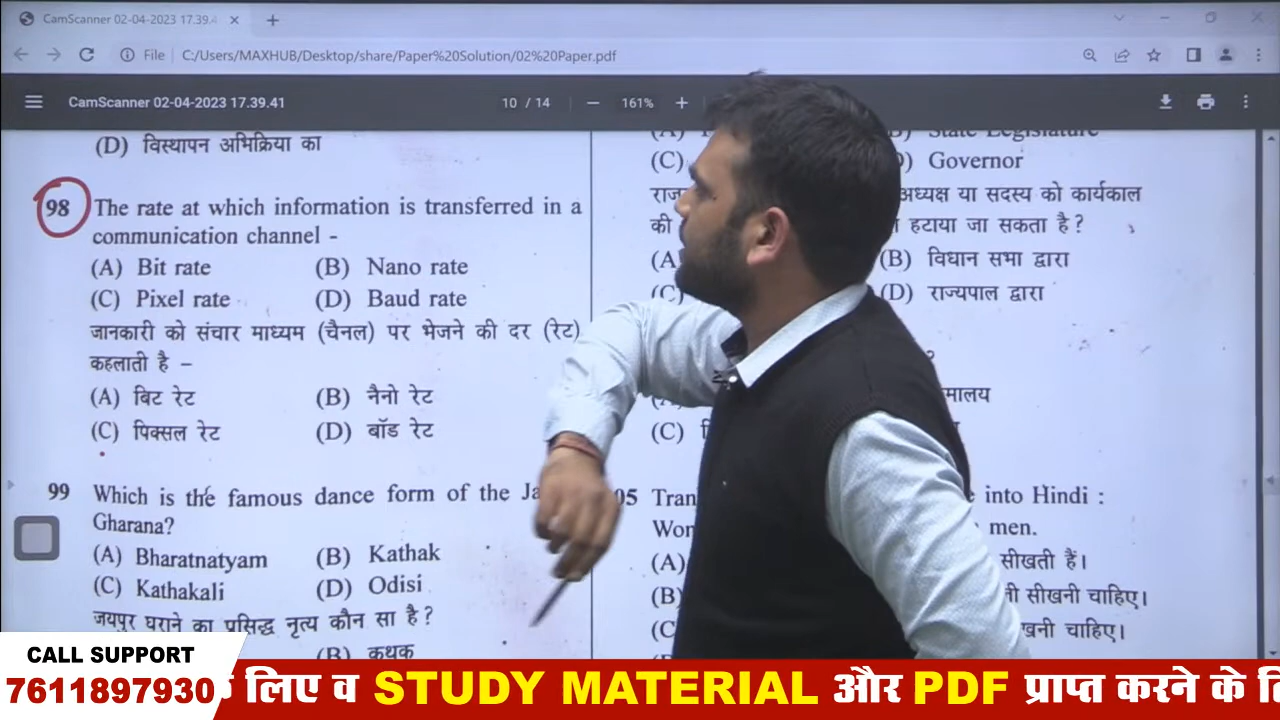 CamScanner 02-04-2023 17.39.4
File C:/Users/MAXHUB/Desktop/share/Paper%20Solution/02%20Paper.pdf
CamScanner 02-04-2023 17.39.41
10 / 14
161%
(D) विस्थापन अभिक्रिया का
98 The rate at which information is transferred in a
communication channel -
(A) Bit rate (B) Nano rate
(C) Pixel rate (D) Baud rate
जानकारी को संचार माध्यम (चैनल) पर भेजने की दर (रेट)
कहलाती है –
(A) बिट रेट (B) नैनो रेट
(C) पिक्सल रेट (D) बॉड रेट
99 Which is the famous dance form of the
Gharana?
(A) Bharatnatyam (B) Kathak
(C) Kathakali (D) Odisi
जयपुर घराने का प्रसिद्ध नृत्य कौन सा है?
(B) कथक
State Legislature
(C) Governor
अध्यक्ष या सदस्य को कार्यकाल
की हटाया जा सकता है?
(A) (B) विधान सभा द्वारा
(C) (D) राज्यपाल द्वारा
(C)
05 into Hindi :
men.
(A) सीखती हैं।
(B) सीखनी चाहिए।
चाहिए।
CALL SUPPORT
7611897930
लिए व STUDY MATERIAL और PDF प्राप्त करने के